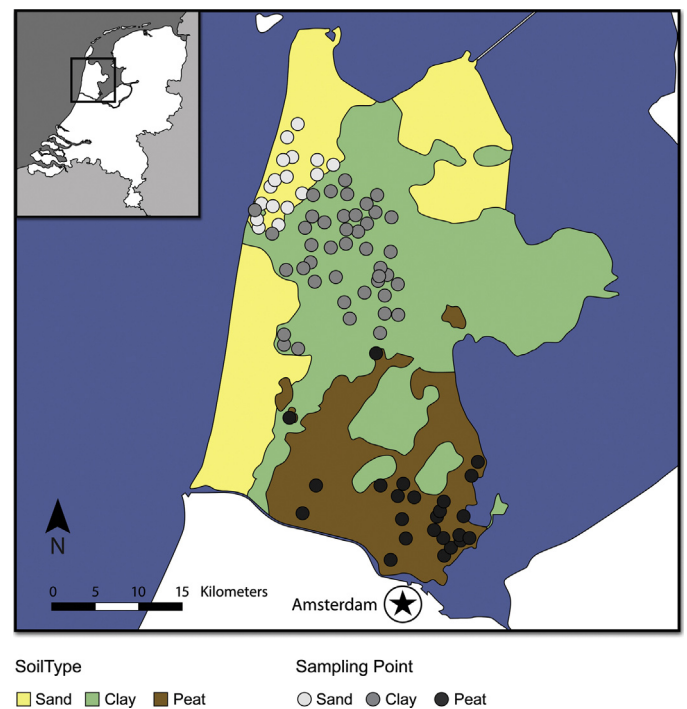 N
0 5 10 15 Kilometers
Amsterdam
SoilType
Sand Clay Peat
Sampling Point
Sand Clay Peat